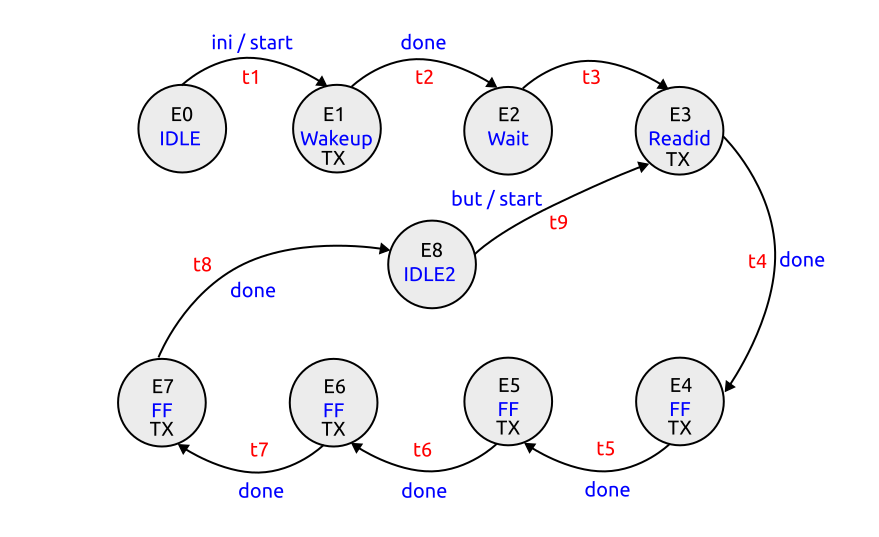 ini / start
done
t1
t2
t3
E0
IDLE
E1
Wakeup
TX
E2
Wait
E3
Readid
TX
but / start
t9
E8
IDLE2
t8
done
t4
done
E7
FF
TX
E6
FF
TX
E5
FF
TX
E4
FF
TX
t7
t6
t5
done
done
done